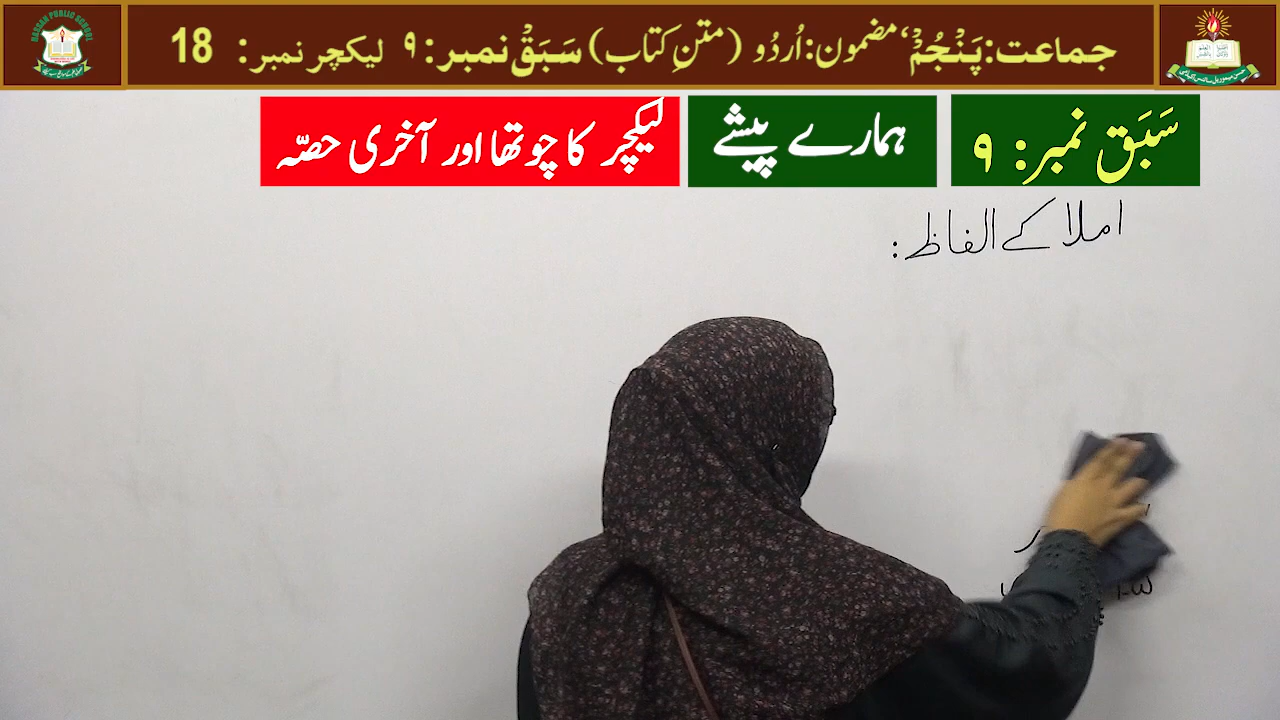 جماعت: پَنْجُمْ، مضمون: اُردُو (متنِ کتاب) سَبَقْ نمبر: ۹ لیکچر نمبر: 18
سَبَق نمبر: ۹
ہمارے پیشے
لیکچر کا چوتھا اور آخری حصّہ
املا کے الفاظ: